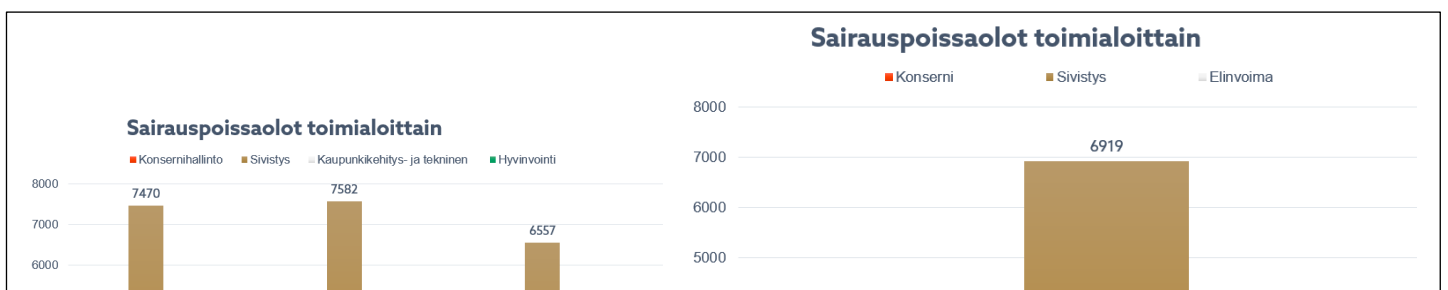 Sairauspoissaolot toimialoittain
Konsernihallinto Sivistys Kaupunkikehitys- ja tekninen Hyvinvointi
8000
7470 7582
7000
6557
6000
Sairauspoissaolot toimialoittain
Konserni Sivistys Elinvoima
8000
7000
6919
6000
5000